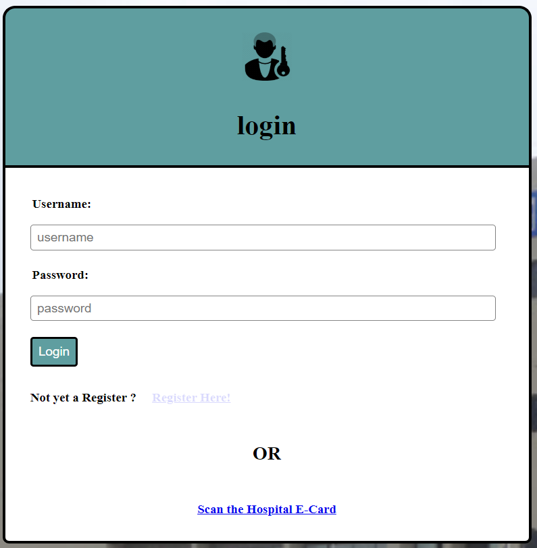 login
Username:
username
Password:
password
Login
Not yet a Register ? Register Here!
OR
Scan the Hospital E-Card